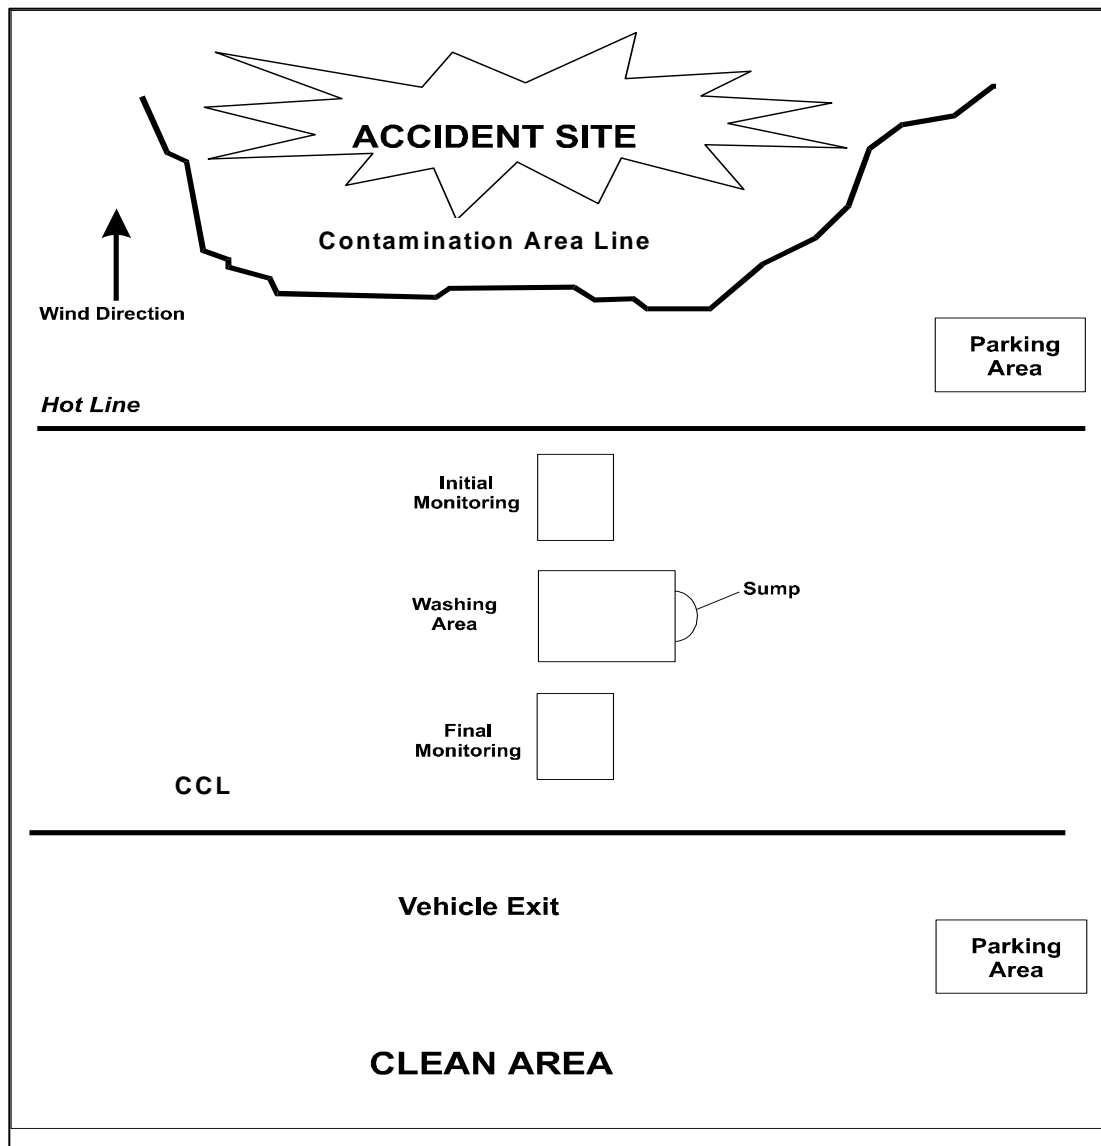 ACCIDENT SITE
Contamination Area Line
Wind Direction
Parking
Area
Hot Line
Initial
Monitoring
Washing
Area
Sump
Final
Monitoring
CCL
Vehicle Exit
Parking
Area
CLEAN AREA